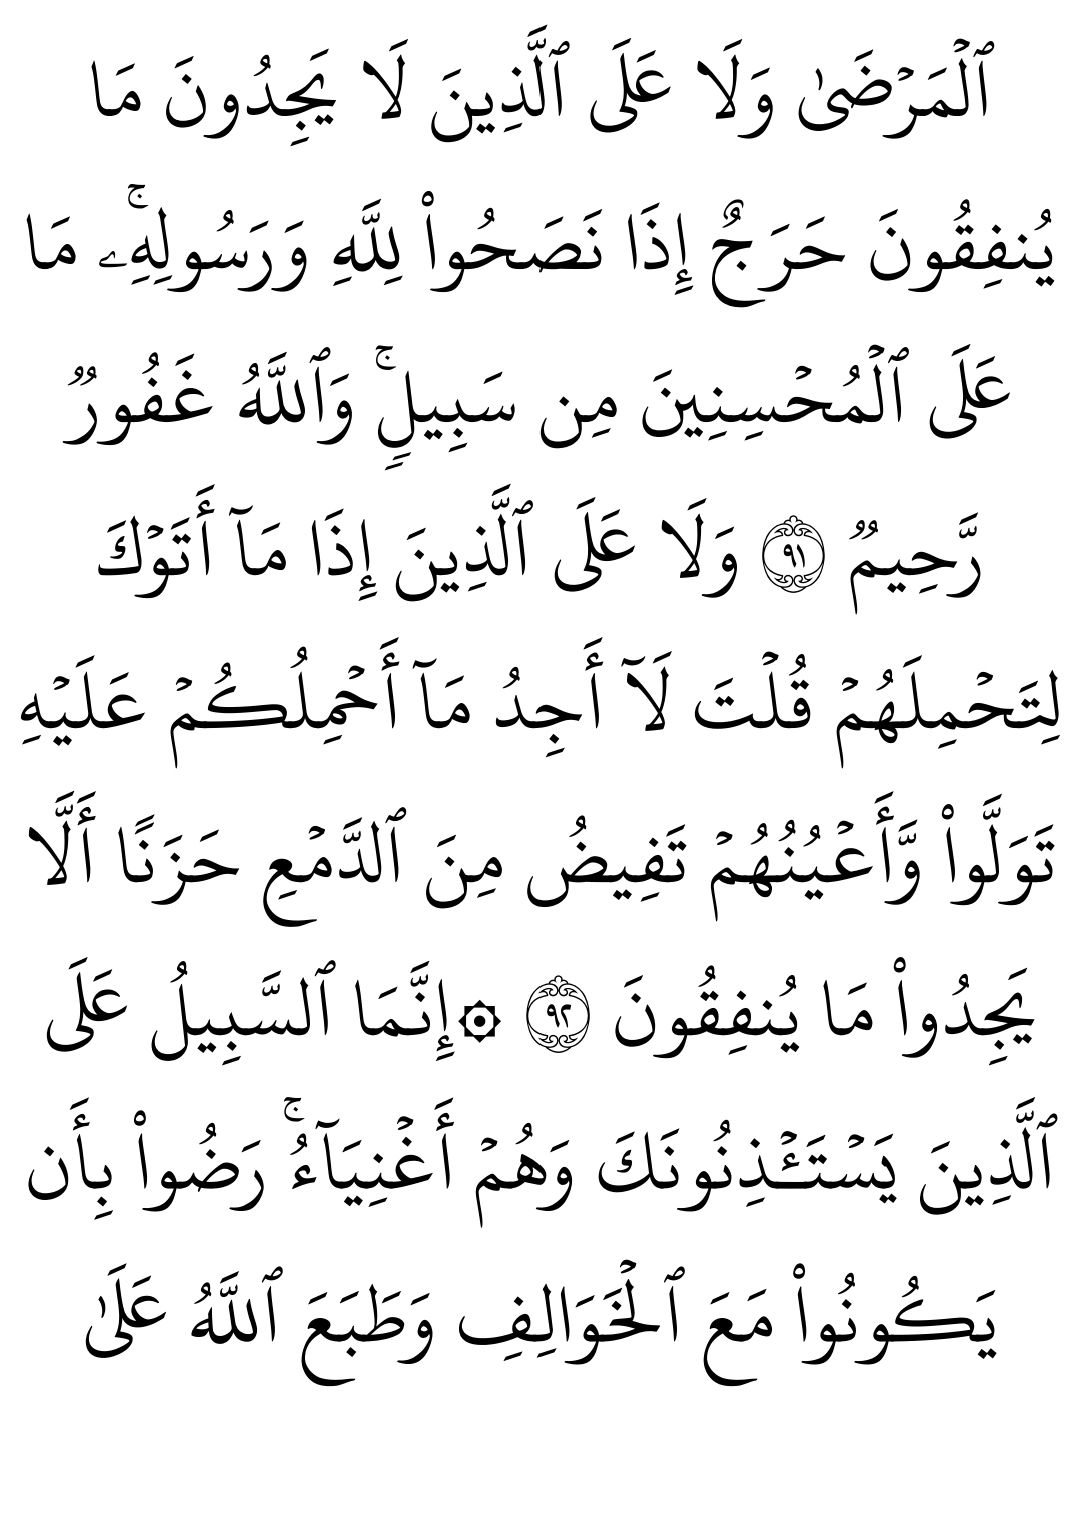 ٱلۡمَرۡضَىٰ وَلَا عَلَى ٱلَّذِينَ لَا يَجِدُونَ مَا
يُنفِقُونَ حَرَجٌ إِذَا نَصَحُواْ لِلَّهِ وَرَسُولِهِۦۚ مَا
عَلَى ٱلۡمُحۡسِنِينَ مِن سَبِيلٖۚ وَٱللَّهُ غَفُورٞ
رَّحِيمٞ ٩١ وَلَا عَلَى ٱلَّذِينَ إِذَا مَآ أَتَوۡكَ
لِتَحۡمِلَهُمۡ قُلۡتَ لَآ أَجِدُ مَآ أَحۡمِلُكُمۡ عَلَيۡهِ
تَوَلَّواْ وَّأَعۡيُنُهُمۡ تَفِيضُ مِنَ ٱلدَّمۡعِ حَزَنًا أَلَّا
يَجِدُواْ مَا يُنفِقُونَ ٩٢ ۞إِنَّمَا ٱلسَّبِيلُ عَلَى
ٱلَّذِينَ يَسۡتَـٔۡذِنُونَكَ وَهُمۡ أَغۡنِيَآءُۚ رَضُواْ بِأَن
يَكُونُواْ مَعَ ٱلۡخَوَالِفِ وَطَبَعَ ٱللَّهُ عَلَىٰ